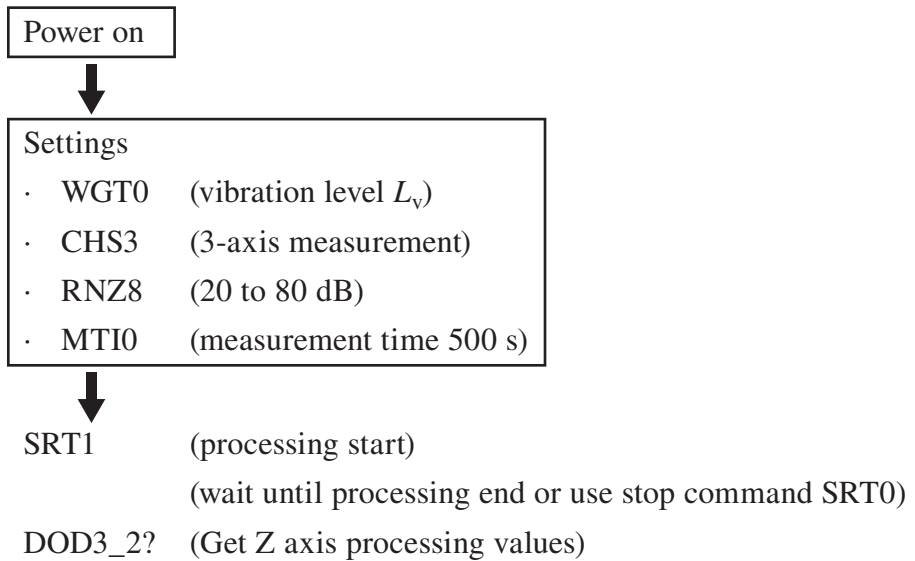 Power on
Settings
· WGT0 (vibration level Lv)
· CHS3 (3-axis measurement)
· RNZ8 (20 to 80 dB)
· MTI0 (measurement time 500 s)
SRT1 (processing start)
(wait until processing end or use stop command SRT0)
DOD3_2? (Get Z axis processing values)